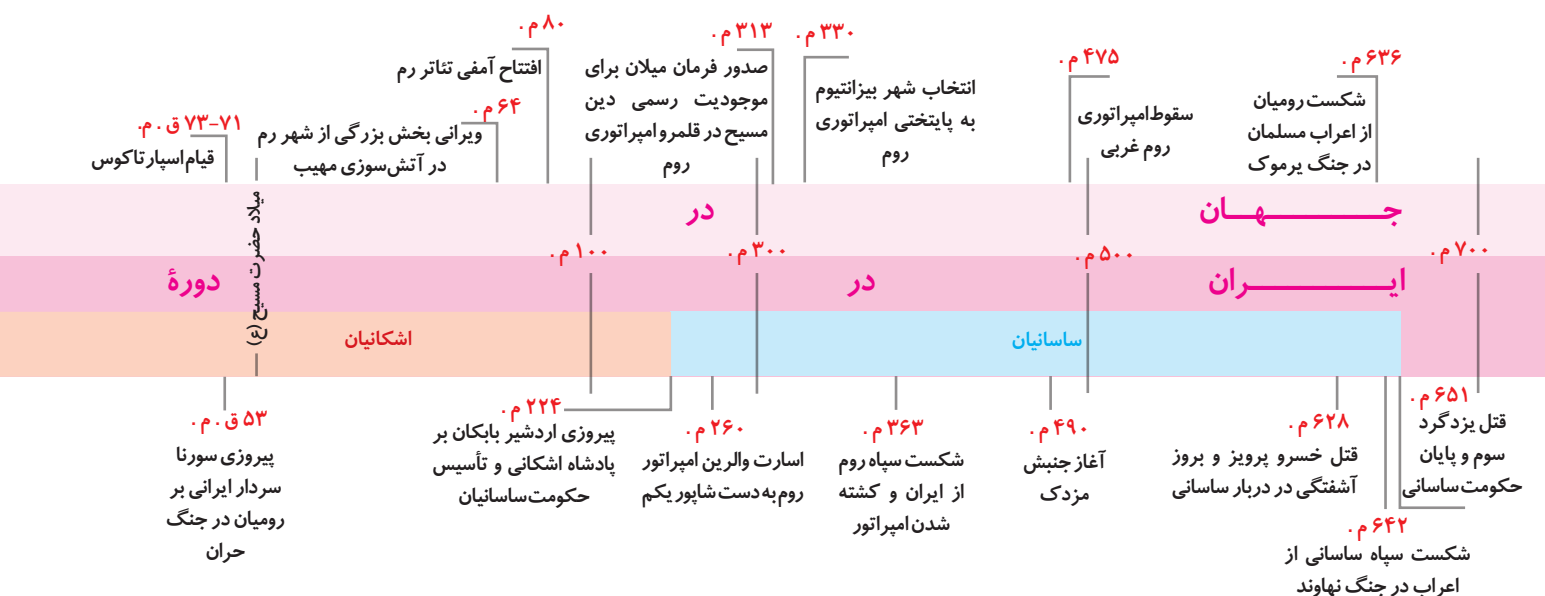 ۷۳-۷۱ ق.م.
قیام اسپارتاکوس
۶۴ م.
ویرانی بخش بزرگی از شهر رم
در آتش‌سوزی مهیب
۸۰ م.
افتتاح آمفی تئاتر رم
۳۱۳ م.
صدور فرمان میلان برای
موجودیت رسمی دین
مسیح در قلمرو امپراتوری
روم
۳۳۰ م.
انتخاب شهر بیزانتیوم
به پایتختی امپراتوری
روم
۴۷۵ م.
سقوط امپراتوری
روم غربی
۶۳۶ م.
شکست رومیان
از اعراب مسلمان
در جنگ یرموک
در جهان
میلاد حضرت مسیح (ع)
۱۰۰ م.
۳۰۰ م.
۵۰۰ م.
۷۰۰ م.
دورهٔ در ایران
اشکانیان
ساسانیان
۵۳ ق.م.
پیروزی سورنا
سردار ایرانی بر
رومیان در جنگ
حران
۲۲۴ م.
پیروزی اردشیر بابکان بر
پادشاه اشکانی و تأسیس
حکومت ساسانیان
۲۶۰ م.
اسارت والرین امپراتور
روم به دست شاپور یکم
۳۶۳ م.
شکست سپاه روم
از ایران و کشته
شدن امپراتور
۴۹۰ م.
آغاز جنبش
مزدک
۶۲۸ م.
قتل خسرو پرویز و بروز
آشفتگی در دربار ساسانی
۶۴۲ م.
شکست سپاه ساسانی از
اعراب در جنگ نهاوند
۶۵۱ م.
قتل یزدگرد
سوم و پایان
حکومت ساسانی